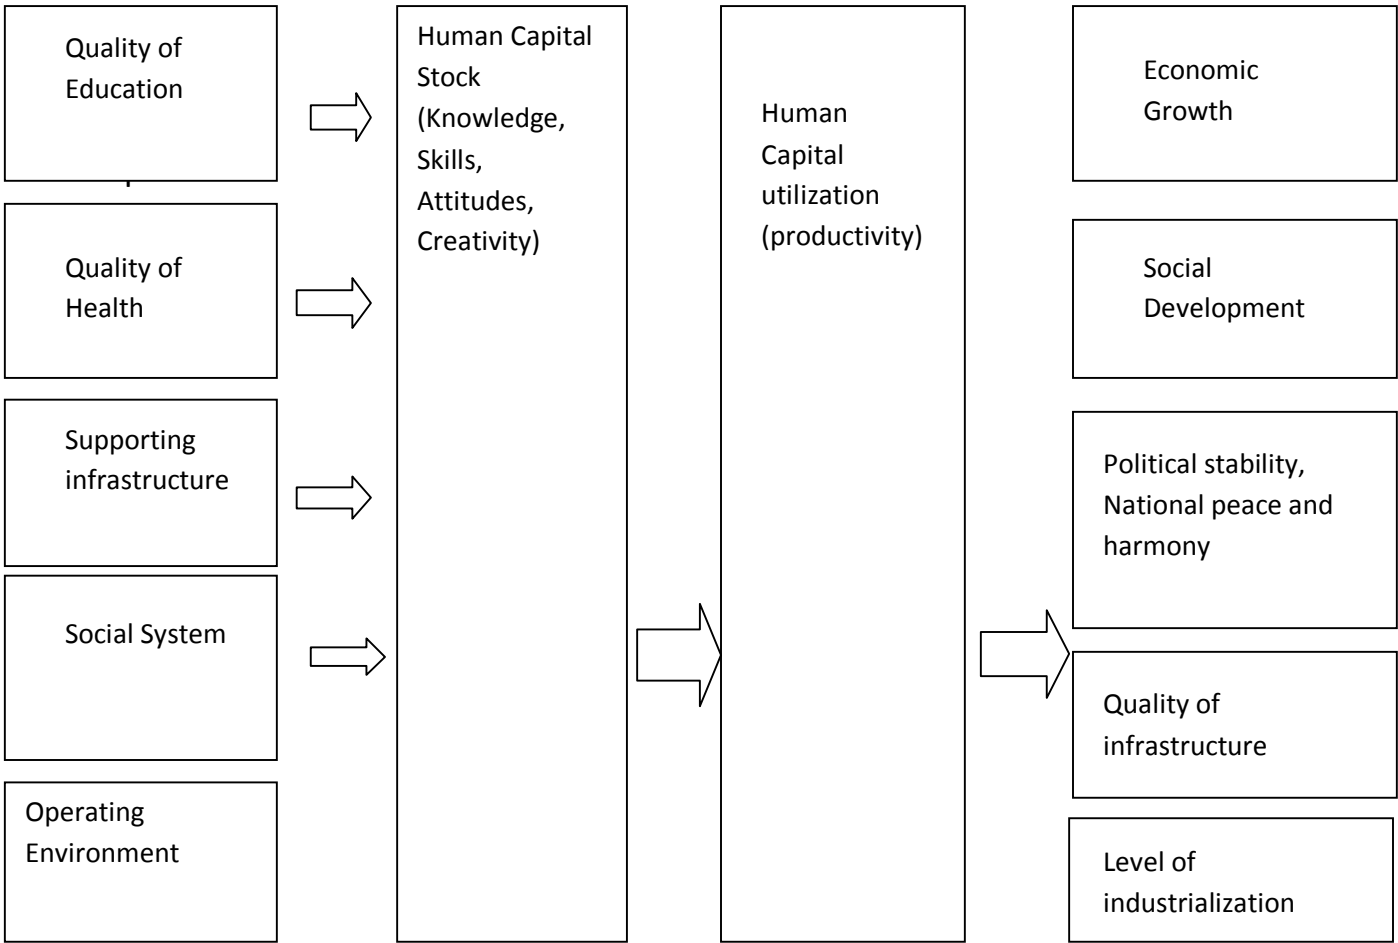 Quality of
Education
Quality of
Health
Supporting
infrastructure
Social System
Operating
Environment
Human Capital
Stock
(Knowledge,
Skills,
Attitudes,
Creativity)
Human
Capital
utilization
(productivity)
Economic
Growth
Social
Development
Political stability,
National peace and
harmony
Quality of
infrastructure
Level of
industrialization